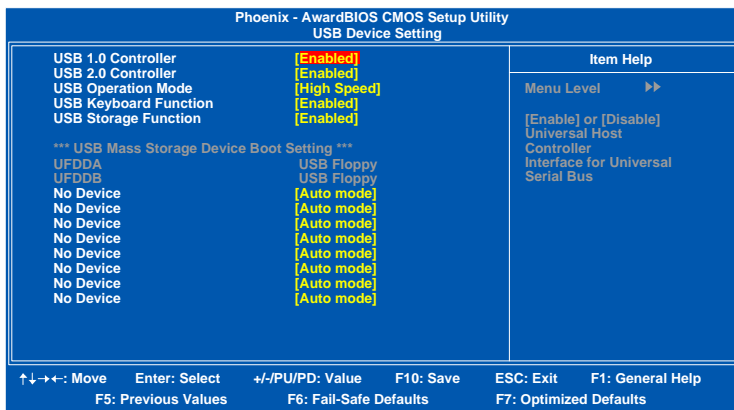 Phoenix - AwardBIOS CMOS Setup Utility
USB Device Setting
USB 1.0 Controller [Enabled]
USB 2.0 Controller [Enabled]
USB Operation Mode [High Speed]
USB Keyboard Function [Enabled]
USB Storage Function [Enabled]
*** USB Mass Storage Device Boot Setting ***
UFDDA USB Floppy
UFDDB USB Floppy
No Device [Auto mode]
No Device [Auto mode]
No Device [Auto mode]
No Device [Auto mode]
No Device [Auto mode]
No Device [Auto mode]
No Device [Auto mode]
No Device [Auto mode]
Item Help
Menu Level ▶▶
[Enable] or [Disable]
Universal Host
Controller
Interface for Universal
Serial Bus
↑↓→←: Move Enter: Select +/-/PU/PD: Value F10: Save ESC: Exit F1: General Help
F5: Previous Values F6: Fail-Safe Defaults F7: Optimized Defaults